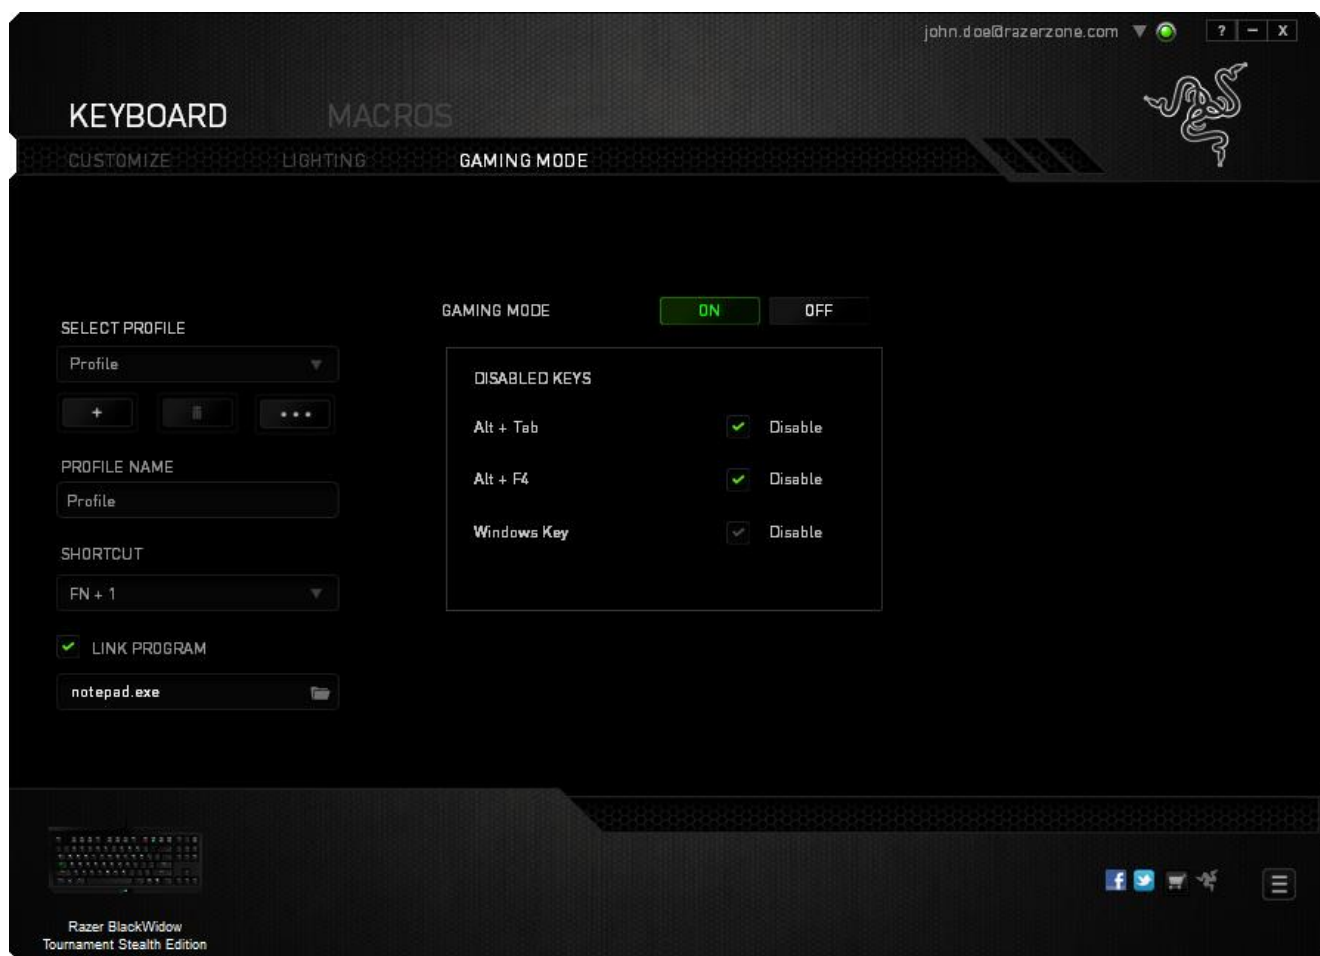 john.doe@razerzone.com
? – X
KEYBOARD MACROS
CUSTOMIZE LIGHTING GAMING MODE
GAMING MODE ON OFF
SELECT PROFILE
Profile
DISABLED KEYS
+ •••
Alt + Tab Disable
PROFILE NAME
Alt + F4 Disable
Profile
Windows Key Disable
SHORTCUT
FN + 1
LINK PROGRAM
notepad.exe
Razer BlackWidow
Tournament Stealth Edition